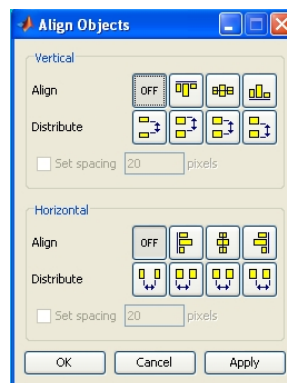 Align Objects
Vertical
Align OFF
Distribute
Set spacing 20 pixels
Horizontal
Align OFF
Distribute
Set spacing 20 pixels
OK Cancel Apply